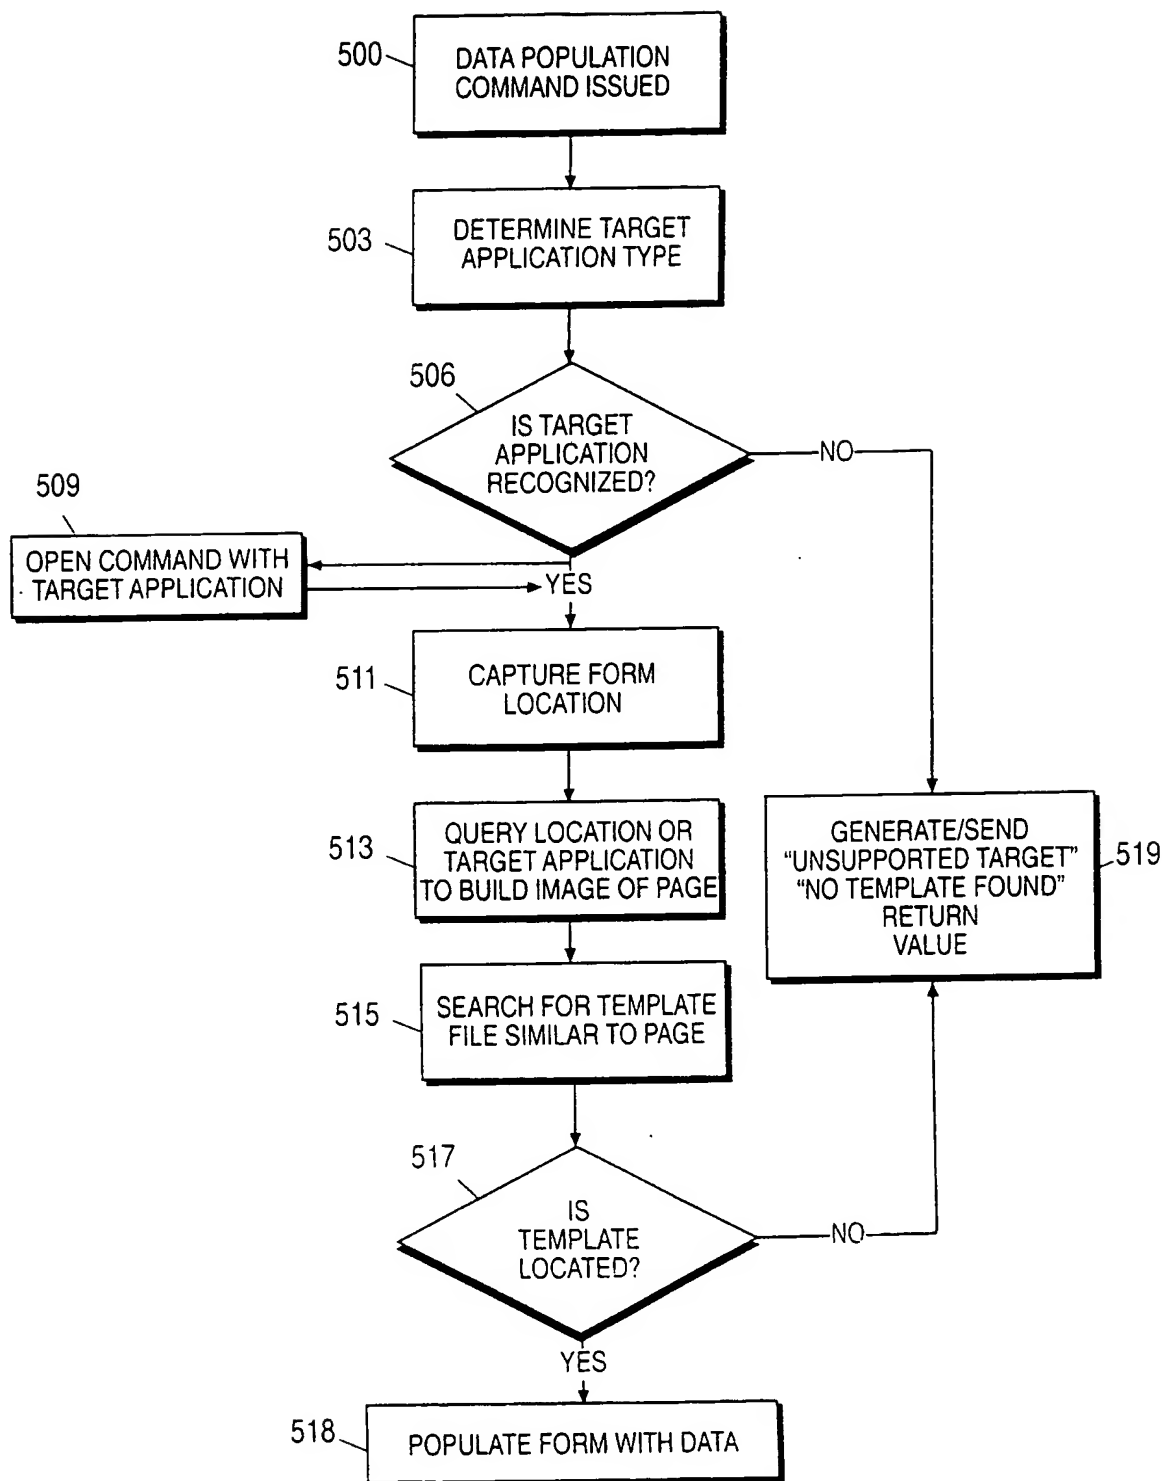 500
DATA POPULATION
COMMAND ISSUED
503
DETERMINE TARGET
APPLICATION TYPE
506
IS TARGET
APPLICATION
RECOGNIZED?
NO
509
OPEN COMMAND WITH
TARGET APPLICATION
YES
511
CAPTURE FORM
LOCATION
513
QUERY LOCATION OR
TARGET APPLICATION
TO BUILD IMAGE OF PAGE
GENERATE/SEND
"UNSUPPORTED TARGET"
"NO TEMPLATE FOUND"
RETURN
VALUE
519
515
SEARCH FOR TEMPLATE
FILE SIMILAR TO PAGE
517
IS
TEMPLATE
LOCATED?
NO
YES
518
POPULATE FORM WITH DATA